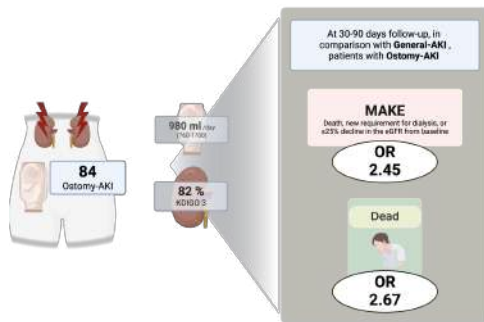 84
Ostomy-AKI
980 ml/day
(760-1100)
82 %
KDIGO 3
At 30-90 days follow-up, in
comparison with General-AKI ,
patients with Ostomy-AKI
MAKE
Death, new requirement for dialysis, or
≥25% decline in the eGFR from baseline
OR
2.45
Dead
OR
2.67